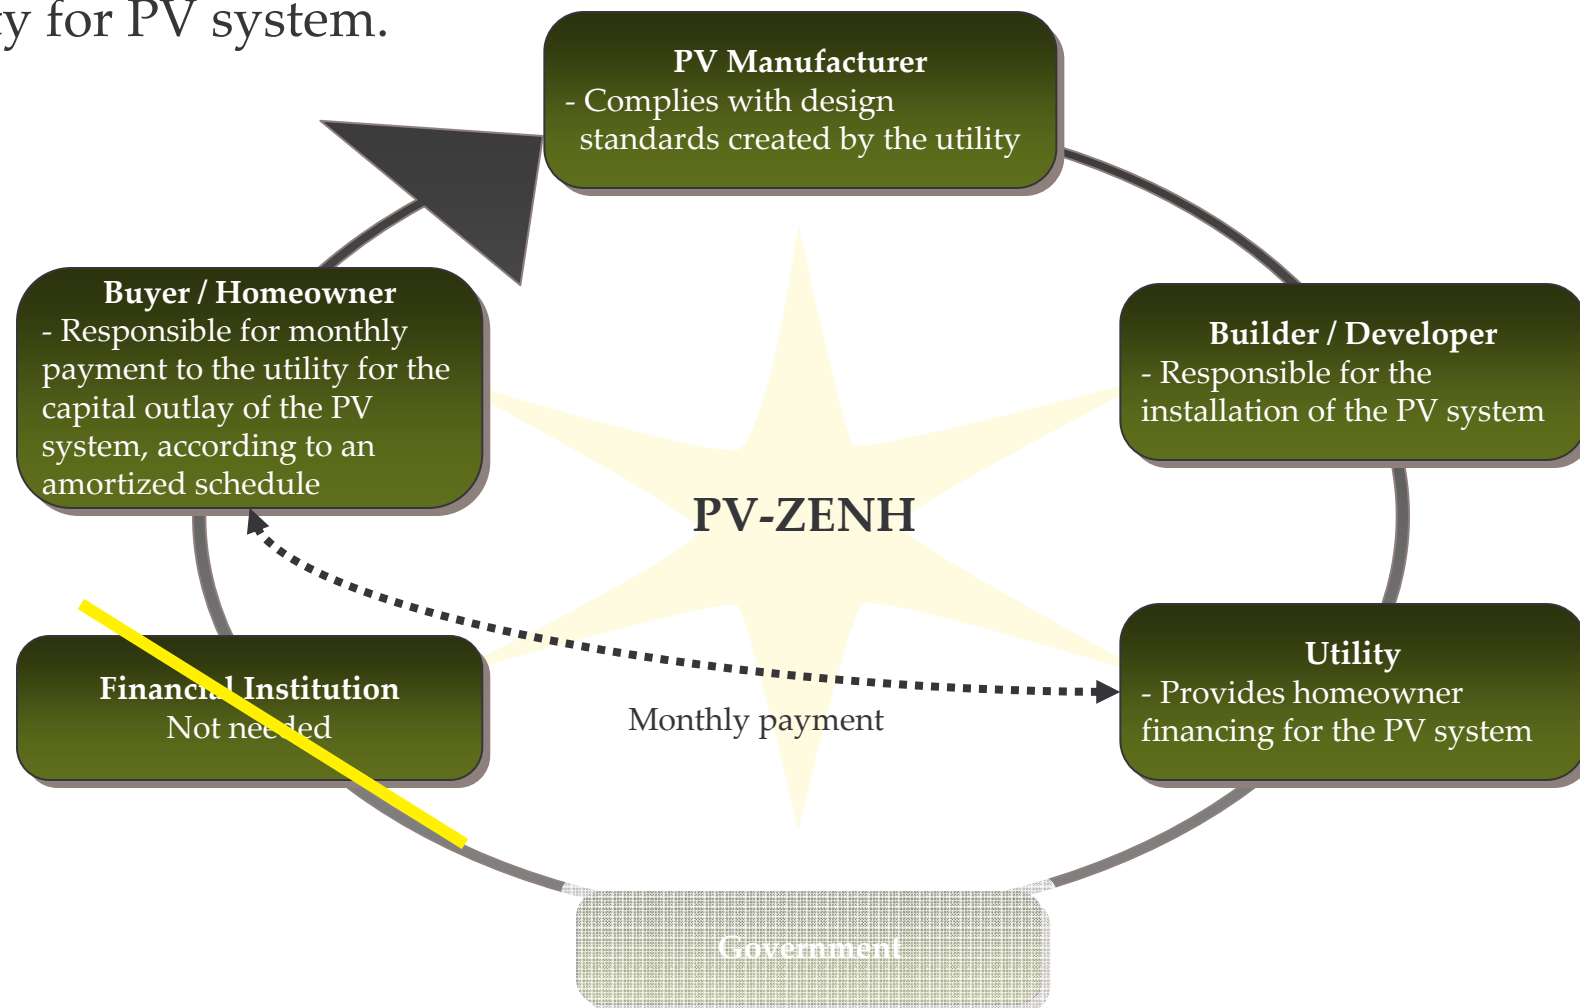 ty for PV system.
PV Manufacturer
- Complies with design
standards created by the utility
Buyer / Homeowner
- Responsible for monthly
payment to the utility for the
capital outlay of the PV
system, according to an
amortized schedule
Builder / Developer
- Responsible for the
installation of the PV system
PV-ZENH
Financial Institution
Not needed
Monthly payment
Utility
- Provides homeowner
financing for the PV system
Government